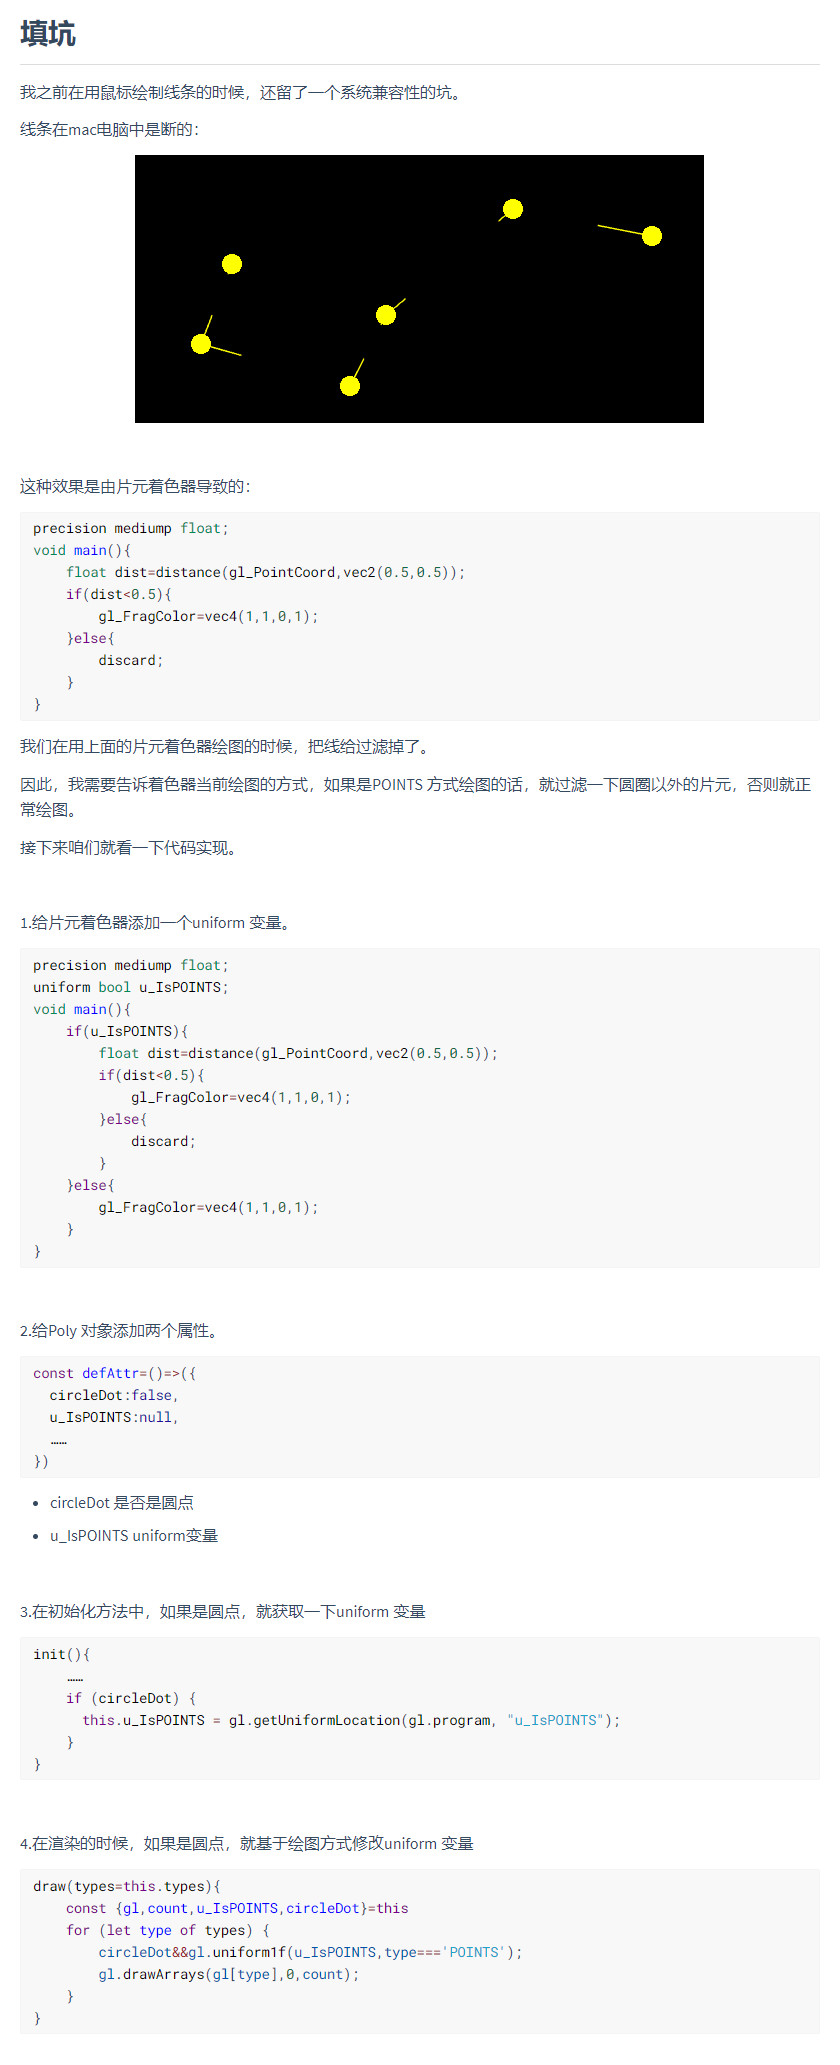 填坑
我之前在用鼠标绘制线条的时候，还留了一个系统兼容性的坑。
线条在mac电脑中是断的：
这种效果是由片元着色器导致的：
precision mediump float;
void main(){
    float dist=distance(gl_PointCoord,vec2(0.5,0.5));
    if(dist<0.5){
        gl_FragColor=vec4(1,1,0,1);
    }else{
        discard;
    }
}
我们在用上面的片元着色器绘图的时候，把线给过滤掉了。
因此，我需要告诉着色器当前绘图的方式，如果是POINTS 方式绘图的话，就过滤一下圆圈以外的片元，否则就正
常绘图。
接下来咱们就看一下代码实现。
1.给片元着色器添加一个uniform 变量。
precision mediump float;
uniform bool u_IsPOINTS;
void main(){
    if(u_IsPOINTS){
        float dist=distance(gl_PointCoord,vec2(0.5,0.5));
        if(dist<0.5){
            gl_FragColor=vec4(1,1,0,1);
        }else{
            discard;
        }
    }else{
        gl_FragColor=vec4(1,1,0,1);
    }
}
2.给Poly 对象添加两个属性。
const defAttr=()=>({
  circleDot:false,
  u_IsPOINTS:null,
  ……
})
• circleDot 是否是圆点
• u_IsPOINTS uniform变量
3.在初始化方法中，如果是圆点，就获取一下uniform 变量
init(){
    ……
    if (circleDot) {
      this.u_IsPOINTS = gl.getUniformLocation(gl.program, "u_IsPOINTS");
    }
}
4.在渲染的时候，如果是圆点，就基于绘图方式修改uniform 变量
draw(types=this.types){
    const {gl,count,u_IsPOINTS,circleDot}=this
    for (let type of types) {
        circleDot&&gl.uniform1f(u_IsPOINTS,type==='POINTS');
        gl.drawArrays(gl[type],0,count);
    }
}